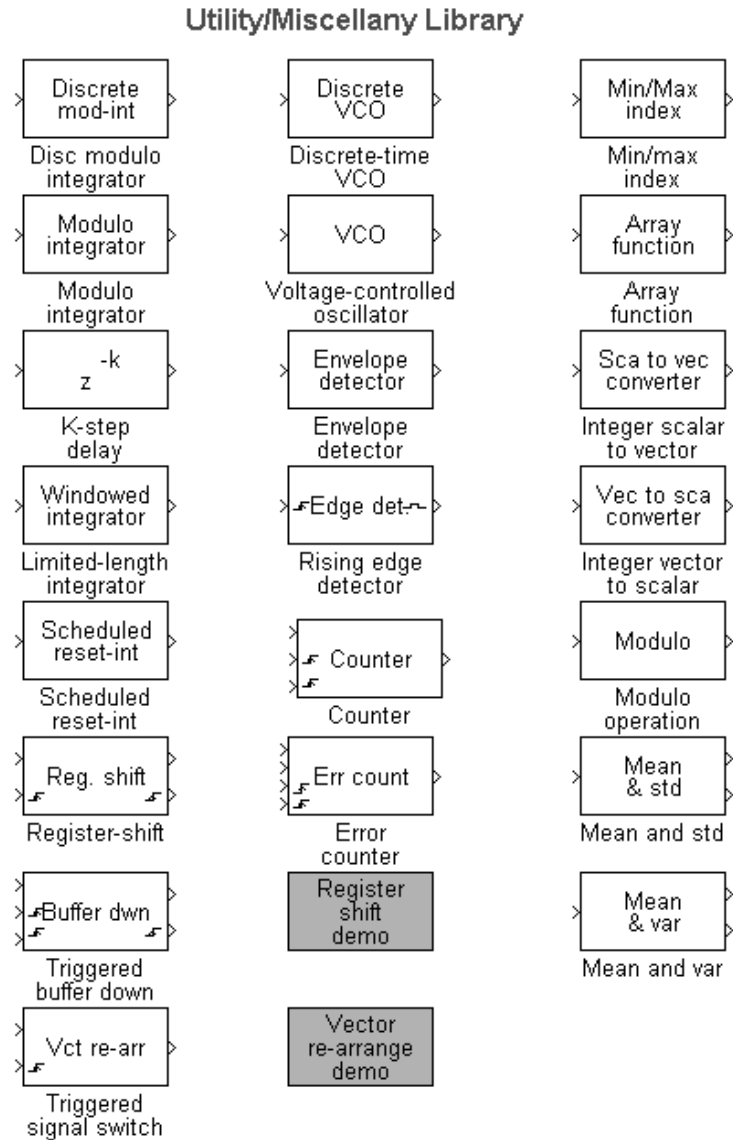 Utility/Miscellany Library
Discrete
mod-int
Disc modulo
integrator
Discrete
VCO
Discrete-time
VCO
Min/Max
index
Min/max
index
Modulo
integrator
Modulo
integrator
VCO
Voltage-controlled
oscillator
Array
function
Array
function
-k
z
K-step
delay
Envelope
detector
Envelope
detector
Sca to vec
converter
Integer scalar
to vector
Windowed
integrator
Limited-length
integrator
Edge det.
Rising edge
detector
Vec to sca
converter
Integer vector
to scalar
Scheduled
reset-int
Scheduled
reset-int
Counter
Counter
Modulo
Modulo
operation
Reg. shift
Register-shift
Err count
Error
counter
Mean
& std
Mean and std
Buffer dwn
Triggered
buffer down
Register
shift
demo
Mean
& var
Mean and var
Vct re-arr
Triggered
signal switch
Vector
re-arrange
demo